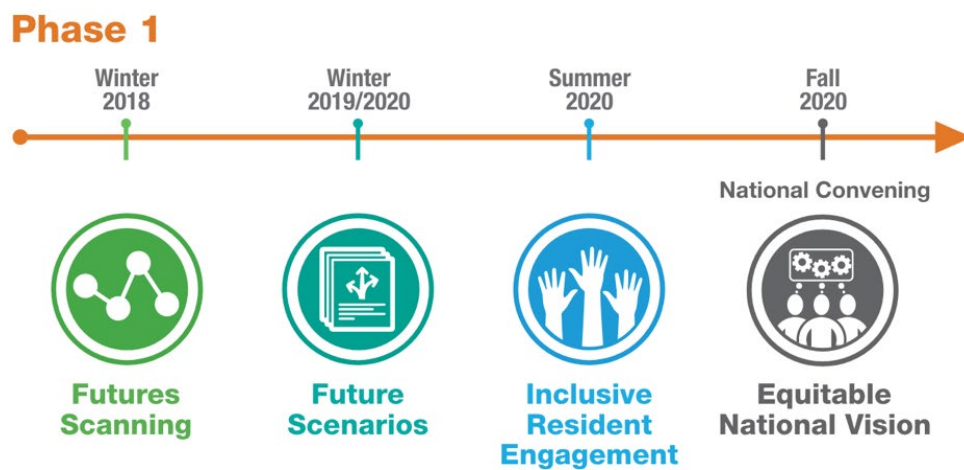 Phase 1
Winter
2018
Winter
2019/2020
Summer
2020
Fall
2020
National Convening
Futures
Scanning
Future
Scenarios
Inclusive
Resident
Engagement
Equitable
National Vision